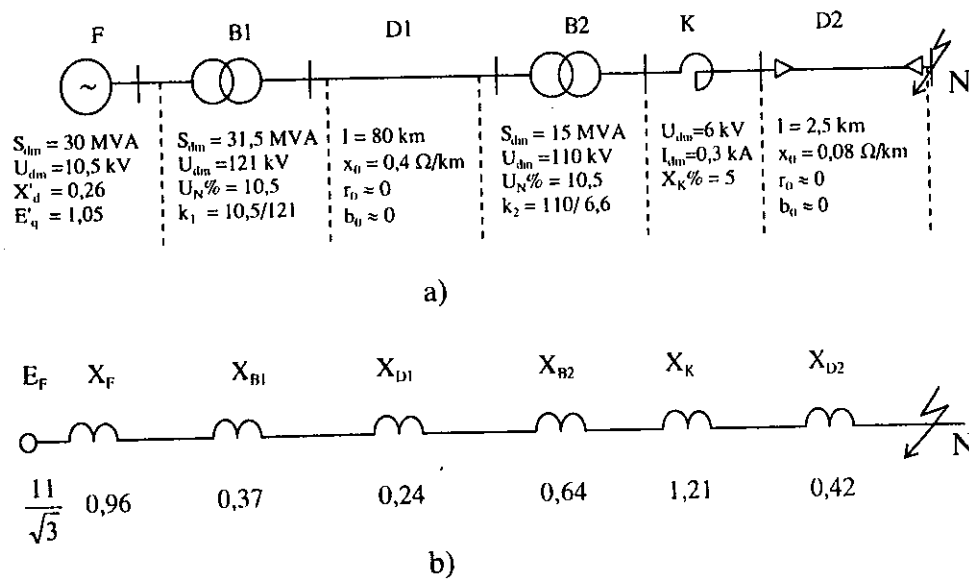 F B1 D1 B2 K D2
~
N
S_đm = 30 MVA
U_đm = 10,5 kV
X'_d = 0,26
E'_q = 1,05
S_đm = 31,5 MVA
U_đm = 121 kV
U_N% = 10,5
k_1 = 10,5/121
l = 80 km
x_0 = 0,4 Ω/km
r_0 ≈ 0
b_0 ≈ 0
S_đm = 15 MVA
U_đm = 110 kV
U_N% = 10,5
k_2 = 110/ 6,6
U_đm=6 kV
I_đm=0,3 kA
X_K% = 5
l = 2,5 km
x_0 = 0,08 Ω/km
r_0 ≈ 0
b_0 ≈ 0
a)
E_F X_F X_B1 X_D1 X_B2 X_K X_D2
N
11/√3 0,96 0,37 0,24 0,64 1,21 0,42
b)